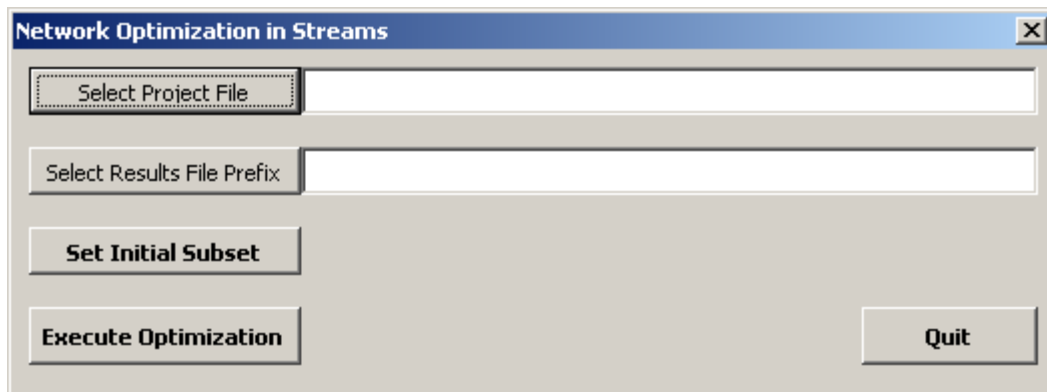 Network Optimization in Streams
Select Project File
Select Results File Prefix
Set Initial Subset
Execute Optimization
Quit